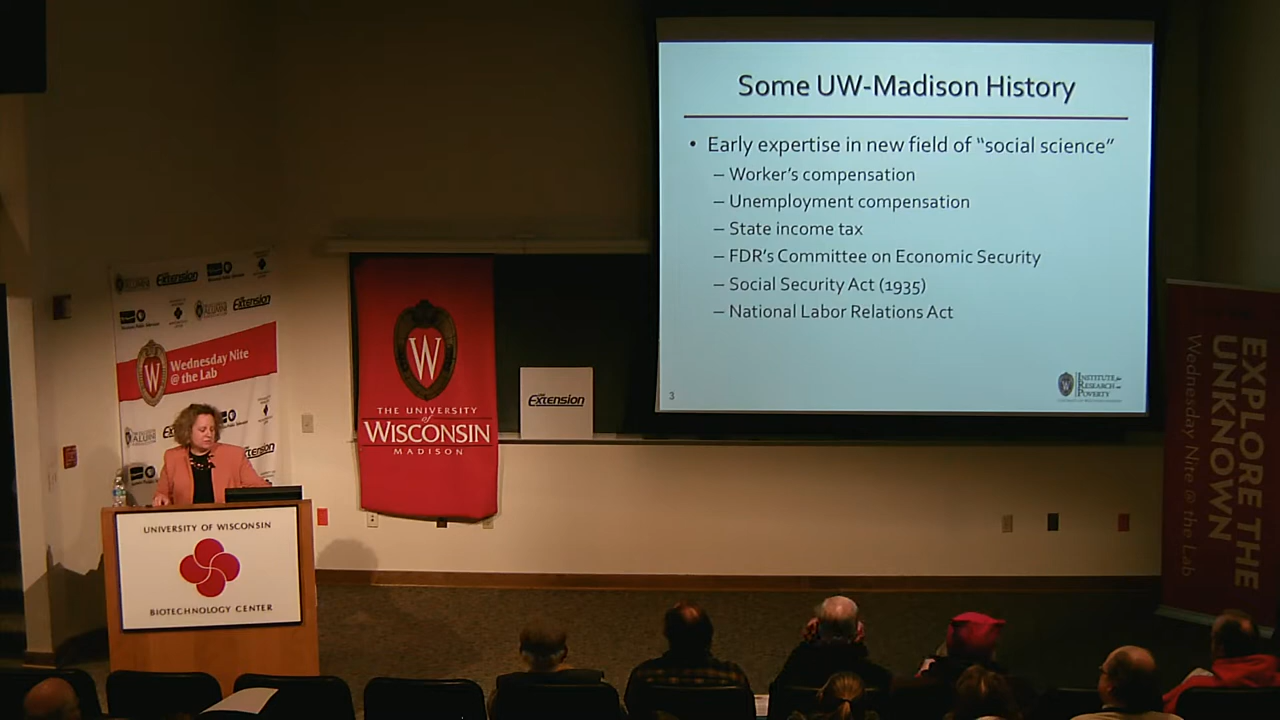 Some UW-Madison History
• Early expertise in new field of “social science”
– Worker’s compensation
– Unemployment compensation
– State income tax
– FDR’s Committee on Economic Security
– Social Security Act (1935)
– National Labor Relations Act
3
INSTITUTE for
RESEARCH on
POVERTY
Extension
Extension
Wednesday Nite
@ the Lab
W
THE UNIVERSITY
of
WISCONSIN
MADISON
Extension
UNIVERSITY OF WISCONSIN
BIOTECHNOLOGY CENTER
EXPLORE THE
UNKNOWN
Wednesday Nite @ the Lab